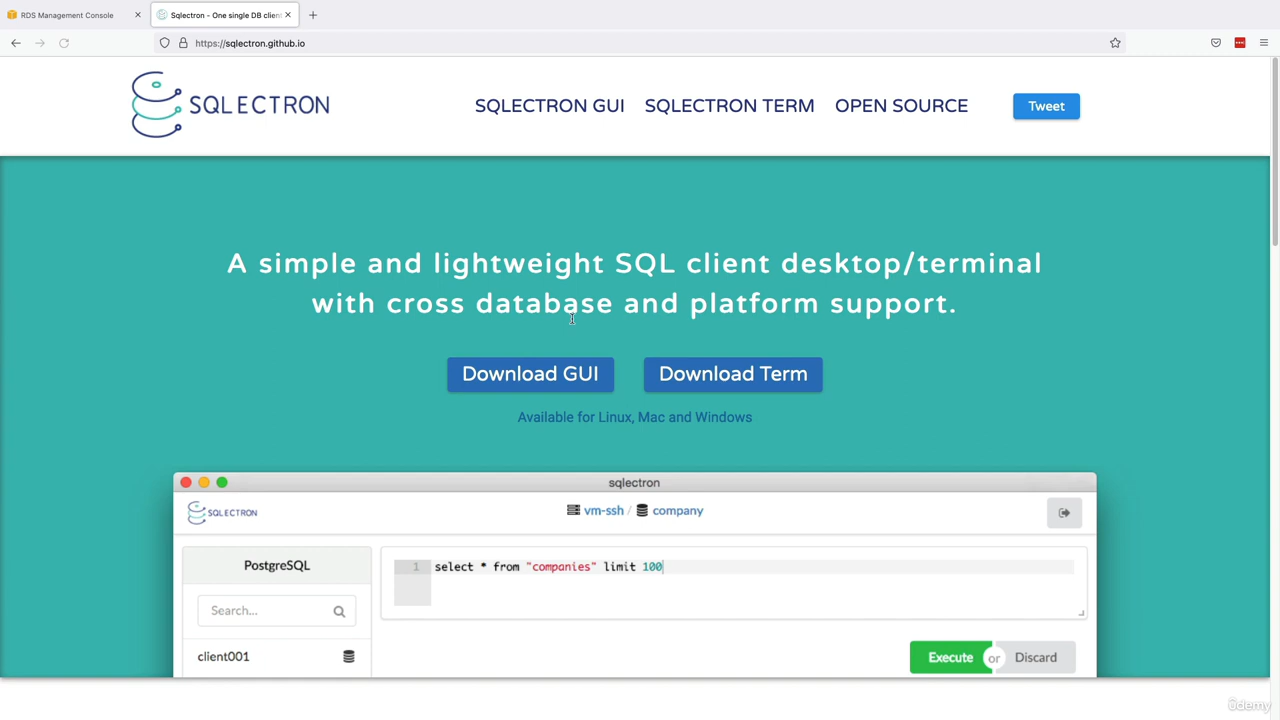 RDS Management Console
Sqlectron - One single DB client
https://sqlectron.github.io
SQLECTRON
SQLECTRON GUI
SQLECTRON TERM
OPEN SOURCE
Tweet
A simple and lightweight SQL client desktop/terminal
with cross database and platform support.
Download GUI
Download Term
Available for Linux, Mac and Windows
sqlectron
SQLECTRON
vm-ssh / company
PostgreSQL
1 select * from "companies" limit 100
Search...
client001
Execute or Discard
ûdemy